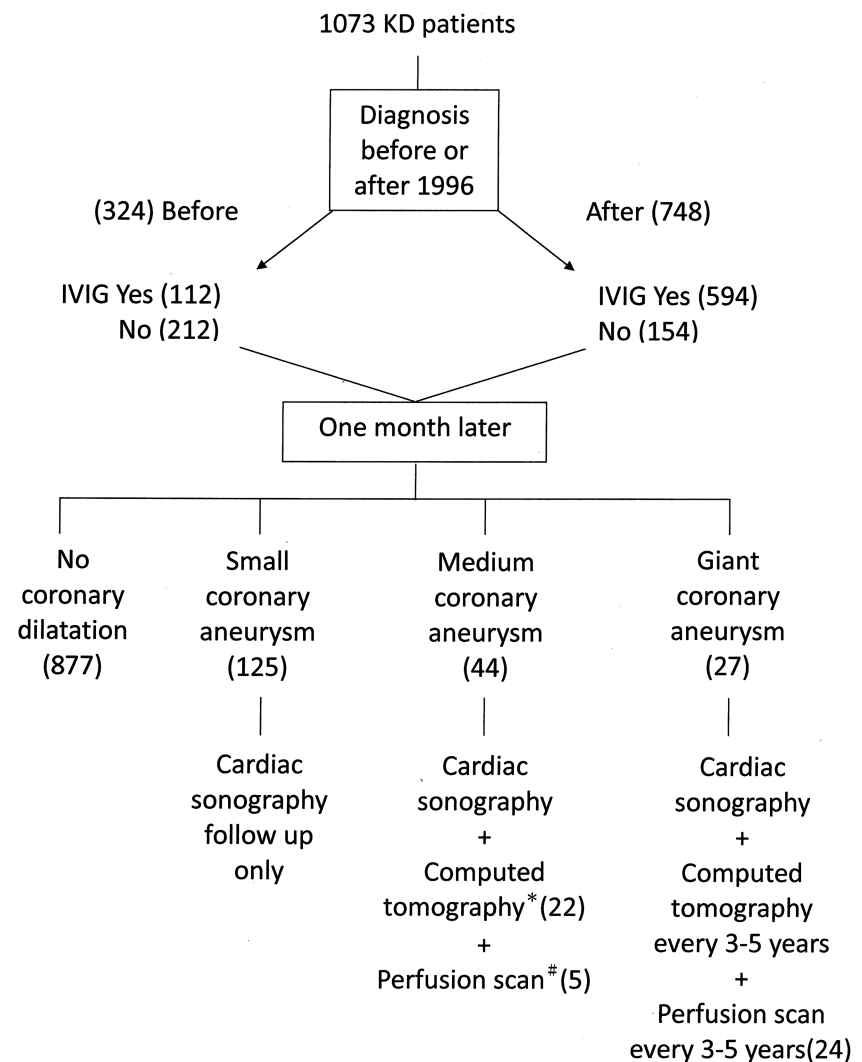 1073 KD patients
Diagnosis
before or
after 1996
(324) Before
After (748)
IVIG Yes (112)
No (212)
IVIG Yes (594)
No (154)
One month later
No
coronary
dilatation
(877)
Small
coronary
aneurysm
(125)
Medium
coronary
aneurysm
(44)
Giant
coronary
aneurysm
(27)
Cardiac
sonography
follow up
only
Cardiac
sonography
+
Computed
tomography*(22)
+
Perfusion scan#(5)
Cardiac
sonography
+
Computed
tomography
every 3-5 years
+
Perfusion scan
every 3-5 years(24)